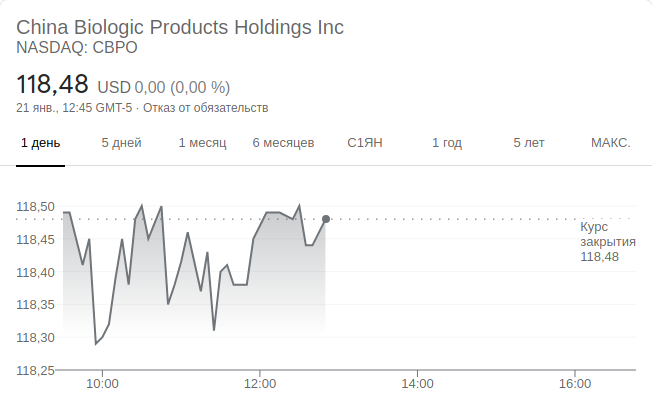 China Biologic Products Holdings Inc
NASDAQ: CBPO
118,48 USD 0,00 (0,00 %)
21 янв., 12:45 GMT-5 · Отказ от обязательств
1 день 5 дней 1 месяц 6 месяцев С1ЯН 1 год 5 лет МАКС.
118,50
118,45
118,40
118,35
118,30
118,25
Курс
закрытия
118,48
10:00 12:00 14:00 16:00